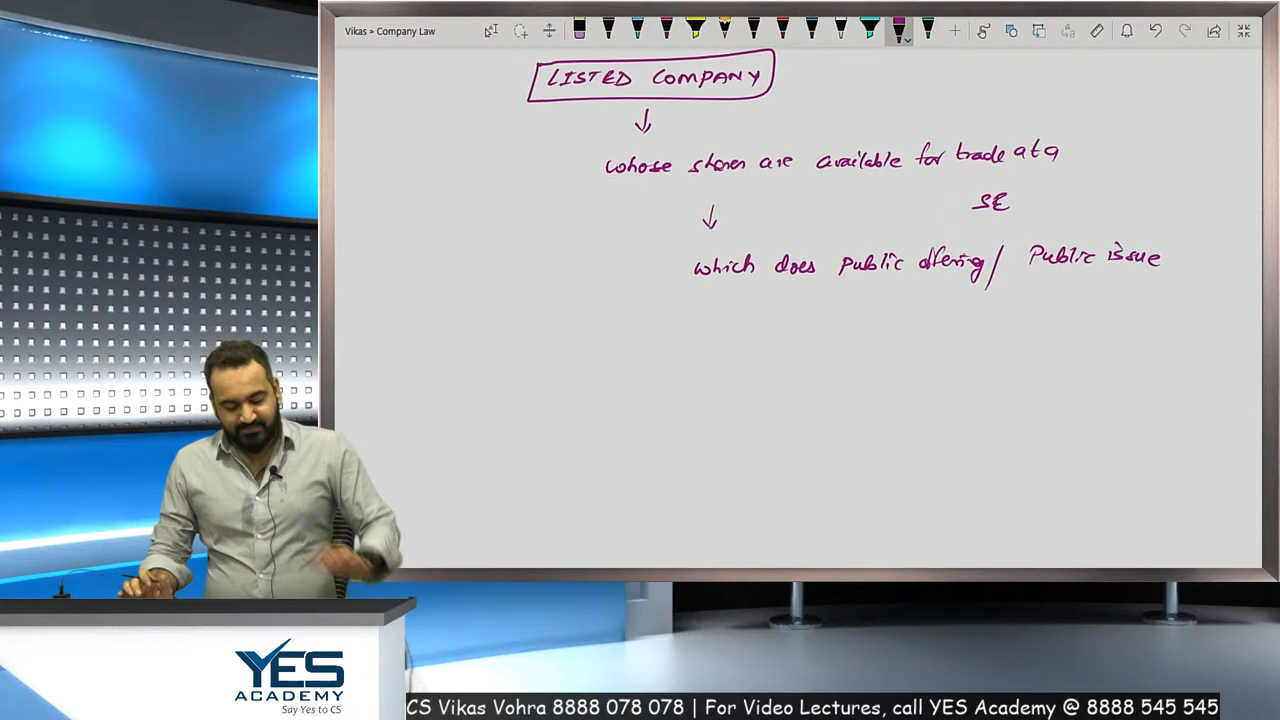 Vikas » Company Law
LISTED COMPANY
whose shares are available for trade at a
SE
which does public offering / Public issue
YES
ACADEMY
Say Yes to CS
CS Vikas Vohra 8888 078 078 | For Video Lectures, call YES Academy @ 8888 545 545